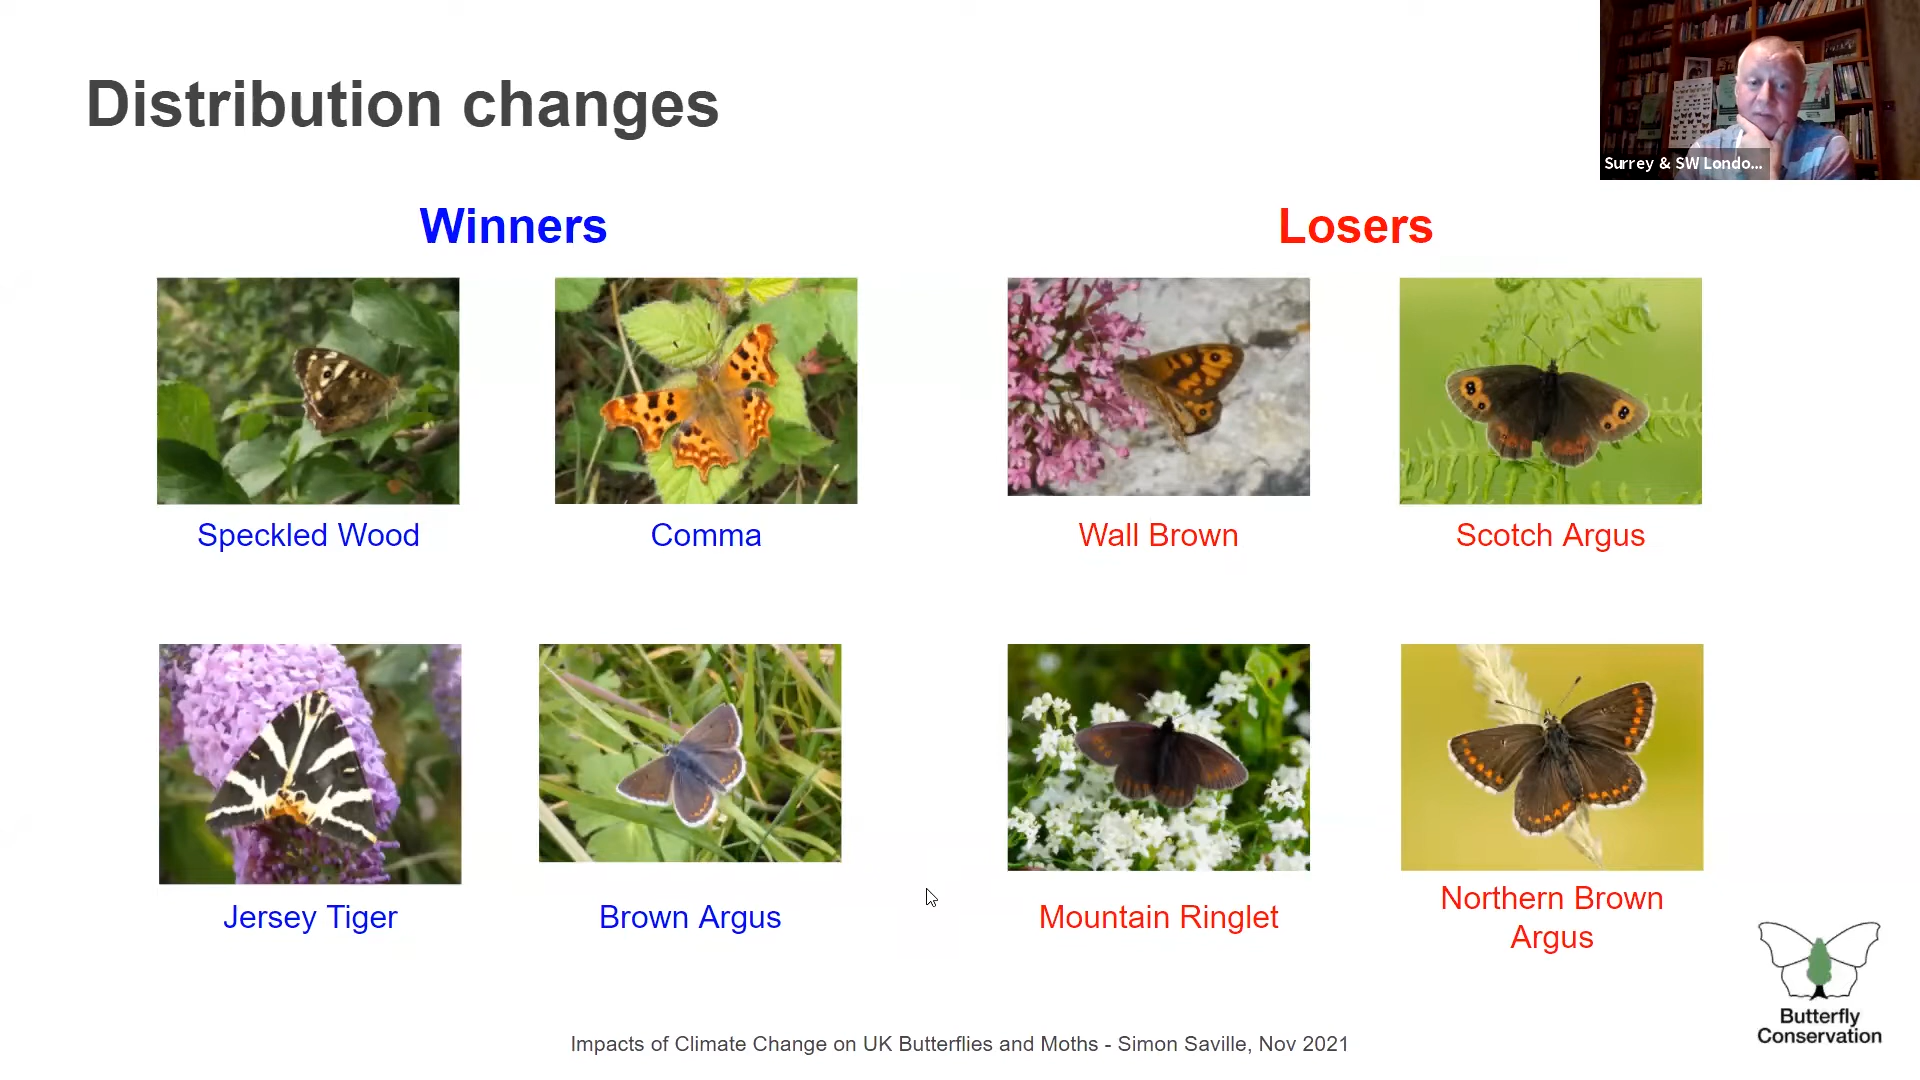 Distribution changes
Surrey & SW Londo...
Winners
Losers
Speckled Wood
Comma
Wall Brown
Scotch Argus
Jersey Tiger
Brown Argus
Mountain Ringlet
Northern Brown
Argus
Butterfly
Conservation
Impacts of Climate Change on UK Butterflies and Moths - Simon Saville, Nov 2021